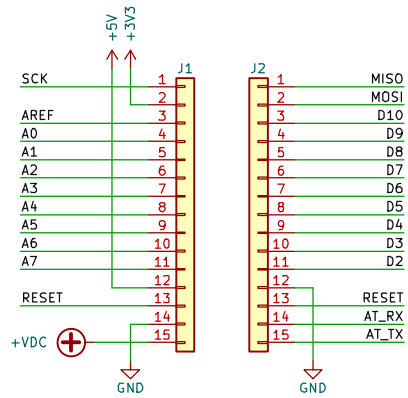 +5V
+3V3
J1
J2
SCK 1
2
AREF 3
A0 4
A1 5
A2 6
A3 7
A4 8
A5 9
A6 10
A7 11
12
RESET 13
14
+VDC 15
GND
1 MISO
2 MOSI
3 D10
4 D9
5 D8
6 D7
7 D6
8 D5
9 D4
10 D3
11 D2
12
13 RESET
14 AT_RX
15 AT_TX
GND